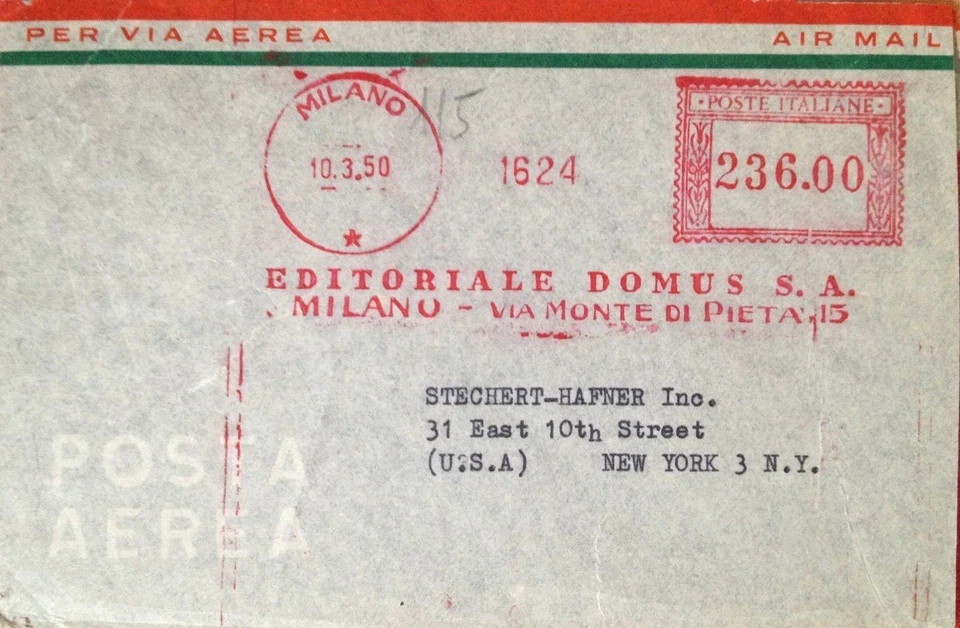 PER VIA AEREA AIR MAIL
MILANO
115
10.3.50
1624
POSTE ITALIANE
236.00
EDITORIALE DOMUS S. A.
MILANO - VIA MONTE DI PIETA', 15
STECHERT-HAFNER Inc.
31 East 10th Street
(U?S.A) NEW YORK 3 N.Y.
POSTA
AEREA